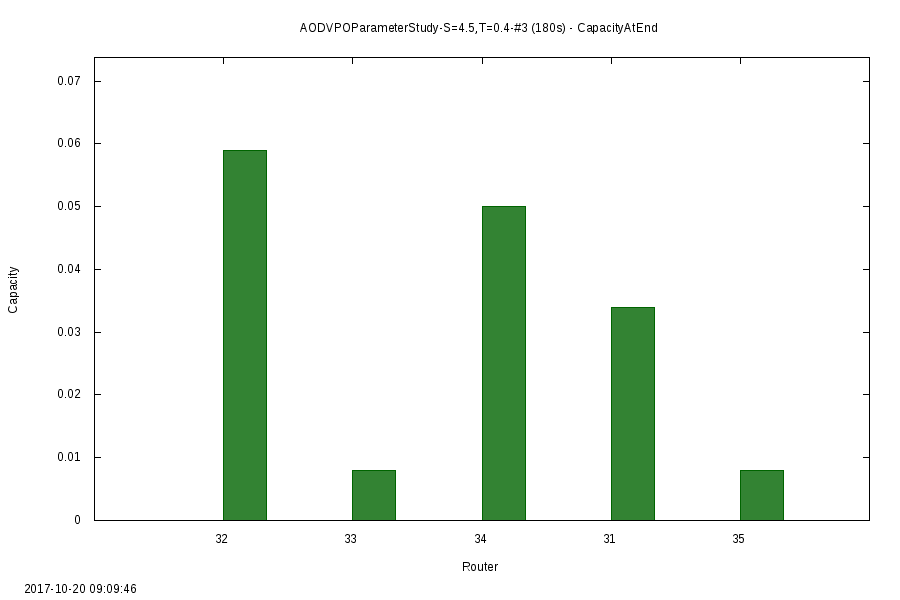 AODVPOParameterStudy-S=4.5,T=0.4-#3 (180s) - CapacityAtEnd
0.07
0.06
0.05
0.04
0.03
0.02
0.01
0
Capacity
32 33 34 31 35
Router
2017-10-20 09:09:46